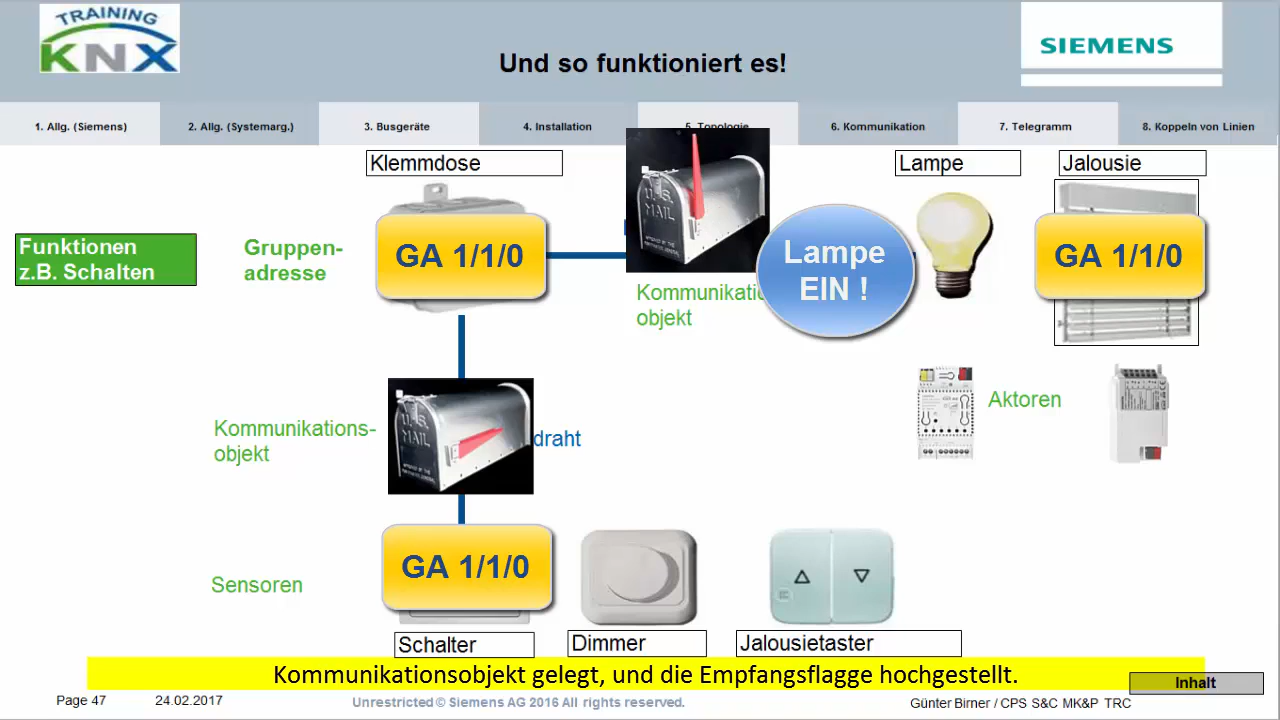 TRAINING
KNX
Und so funktioniert es!
SIEMENS
1. Allg. (Siemens)
2. Allg. (Systemarg.)
3. Busgeräte
4. Installation
5. Topologie
6. Kommunikation
7. Telegramm
8. Koppeln von Linien
Klemmdose
Lampe
Jalousie
U.S.
MAIL
Funktionen
z.B. Schalten
Gruppen-
adresse
GA 1/1/0
Lampe
EIN !
GA 1/1/0
objekt
Aktoren
Kommunikations-
objekt
U.S.
MAIL
draht
GA 1/1/0
Sensoren
Schalter
Dimmer
Jalousietaster
Kommunikationsobjekt gelegt, und die Empfangsflagge hochgestellt.
Inhalt
Page 47
24.02.2017
Unrestricted © Siemens AG 2016 All rights reserved.
Günter Birner / CPS S&C MK&P TRC